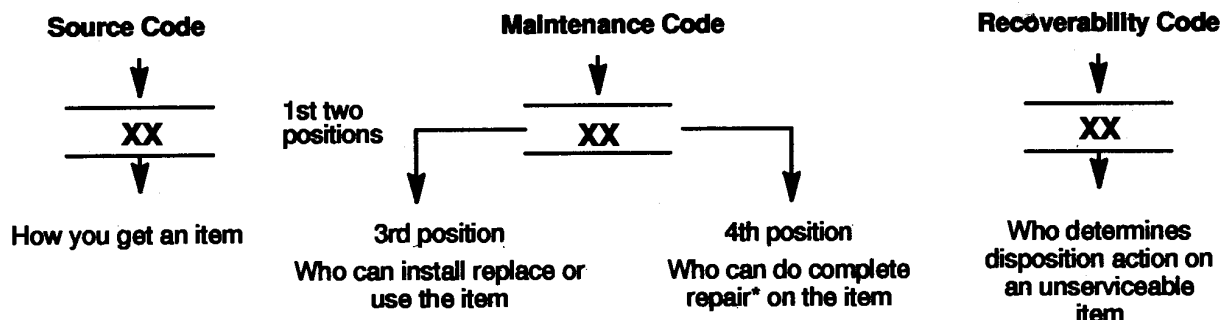 Source Code
Maintenance Code
Recoverability Code
1st two
positions
XX
XX
XX
How you get an item
3rd position
Who can install replace or
use the item
4th position
Who can do complete
repair* on the item
Who determines
disposition action on
an unserviceable
item